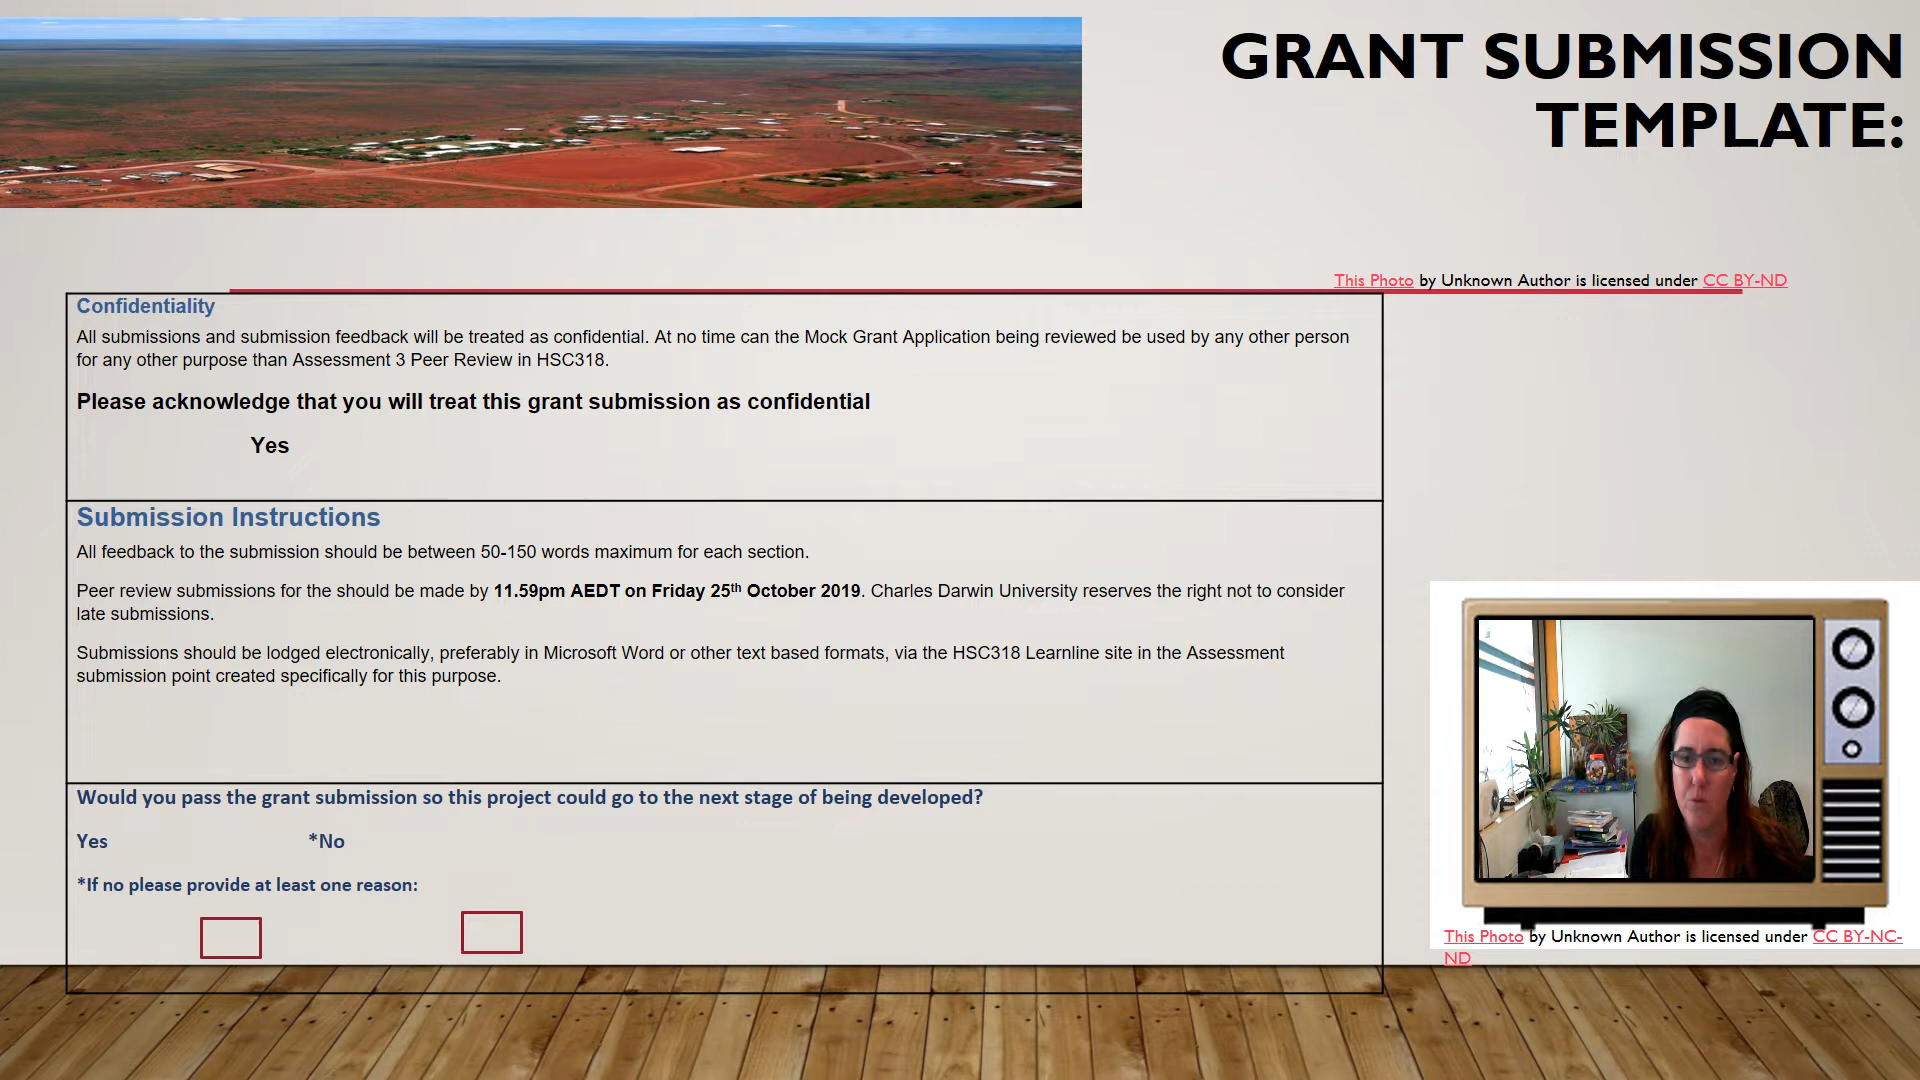 GRANT SUBMISSION
TEMPLATE:
This Photo by Unknown Author is licensed under CC BY-ND
Confidentiality
All submissions and submission feedback will be treated as confidential. At no time can the Mock Grant Application being reviewed be used by any other person
for any other purpose than Assessment 3 Peer Review in HSC318.
Please acknowledge that you will treat this grant submission as confidential
Yes
Submission Instructions
All feedback to the submission should be between 50-150 words maximum for each section.
Peer review submissions for the should be made by 11.59pm AEDT on Friday 25th October 2019. Charles Darwin University reserves the right not to consider
late submissions.
Submissions should be lodged electronically, preferably in Microsoft Word or other text based formats, via the HSC318 Learnline site in the Assessment
submission point created specifically for this purpose.
Would you pass the grant submission so this project could go to the next stage of being developed?
Yes *No
*If no please provide at least one reason:
This Photo by Unknown Author is licensed under CC BY-NC-
ND